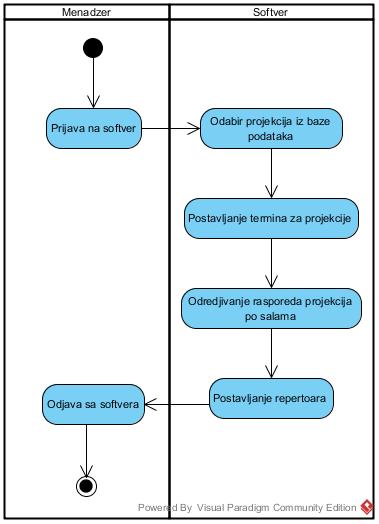 Menadzer
Softver
Prijava na softver
Odabir projekcija iz baze
podataka
Postavljanje termina za projekcije
Odredjivanje rasporeda projekcija
po salama
Postavljanje repertoara
Odjava sa softvera
Powered By Visual Paradigm Community Edition